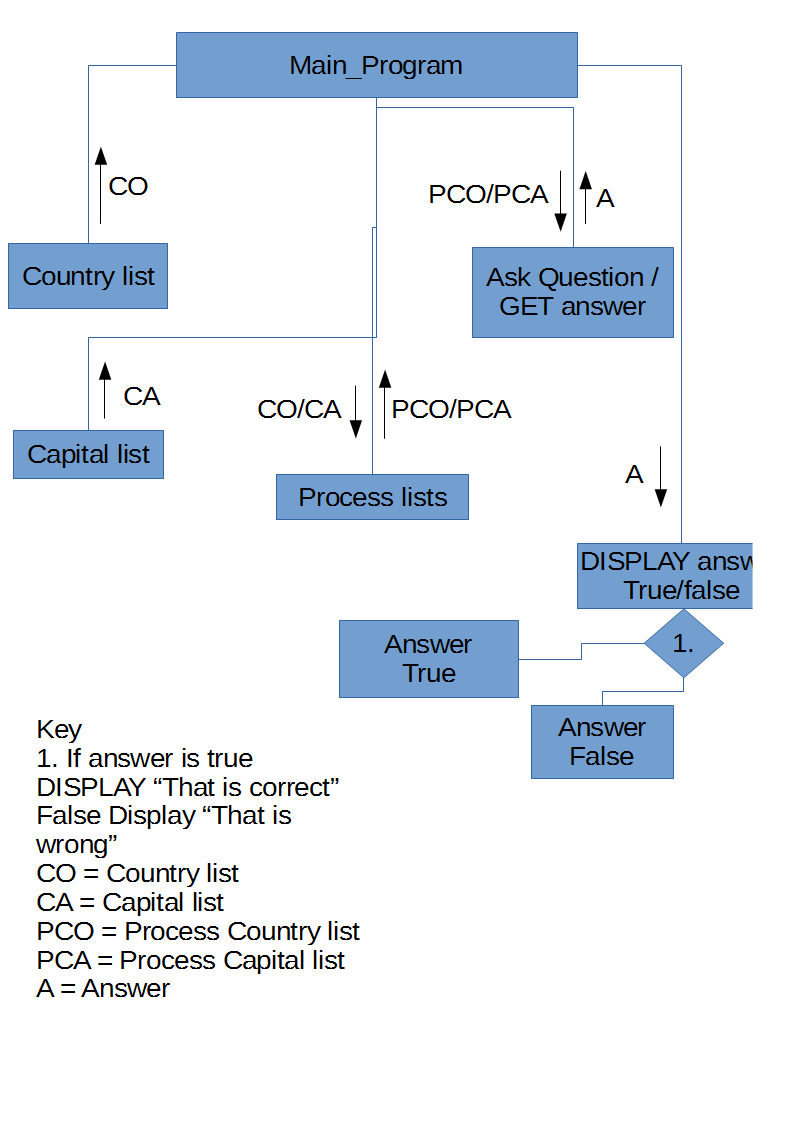 Main_Program
CO
PCO/PCA
A
Country list
Ask Question /
GET answer
CA
CO/CA
PCO/PCA
Capital list
A
Process lists
DISPLAY
True/false
Answer
True
1.
Answer
False
Key
1. If answer is true
DISPLAY “That is correct”
False Display “That is
wrong”
CO = Country list
CA = Capital list
PCO = Process Country list
PCA = Process Capital list
A = Answer